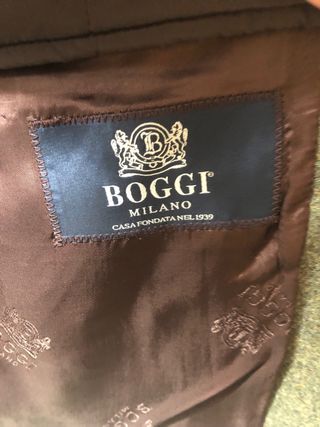 B
BOGGI
MILANO
CASA FONDATA NEL 1939